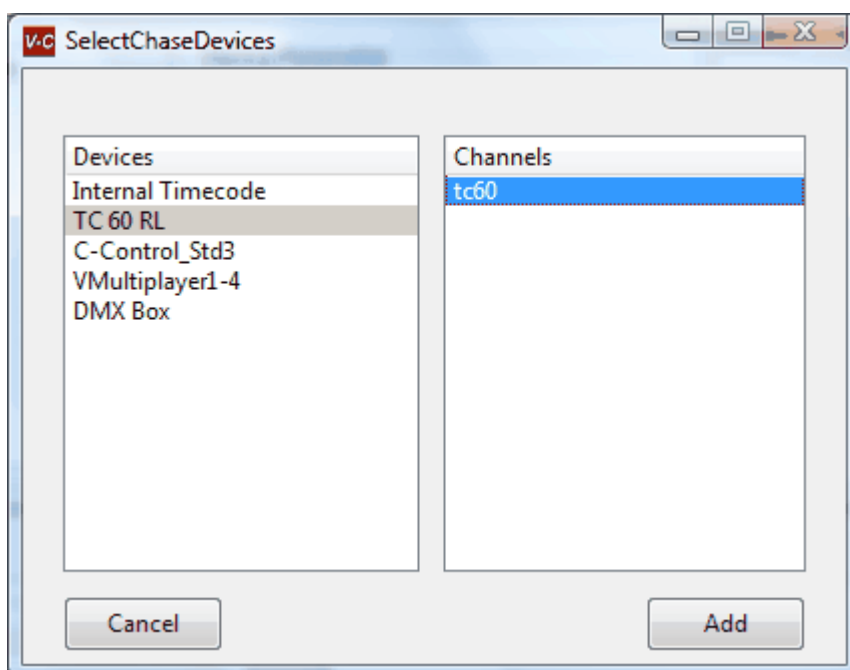 V-C SelectChaseDevices
Devices
Internal Timecode
TC 60 RL
C-Control_Std3
VMultiplayer1-4
DMX Box
Channels
tc60
Cancel
Add